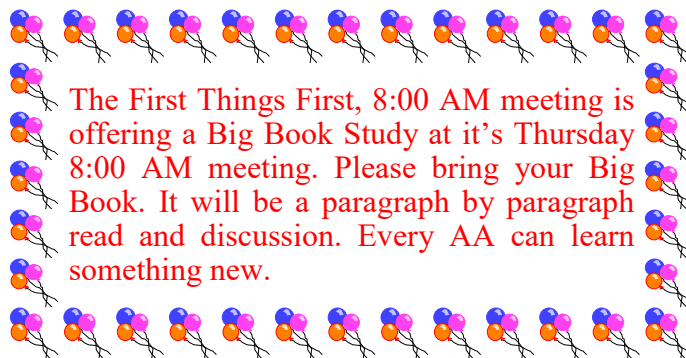 The First Things First, 8:00 AM meeting is
offering a Big Book Study at it’s Thursday
8:00 AM meeting. Please bring your Big
Book. It will be a paragraph by paragraph
read and discussion. Every AA can learn
something new.